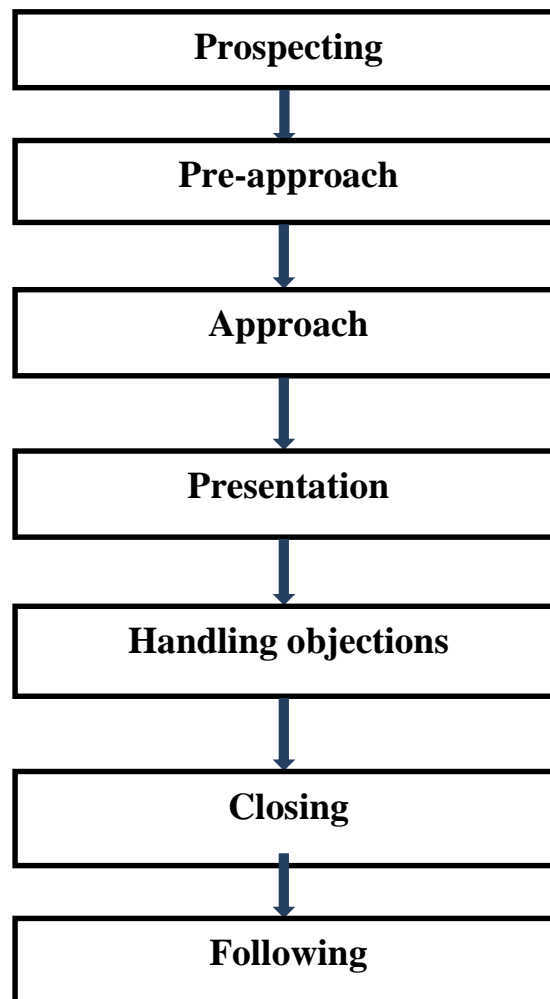 Prospecting
Pre-approach
Approach
Presentation
Handling objections
Closing
Following